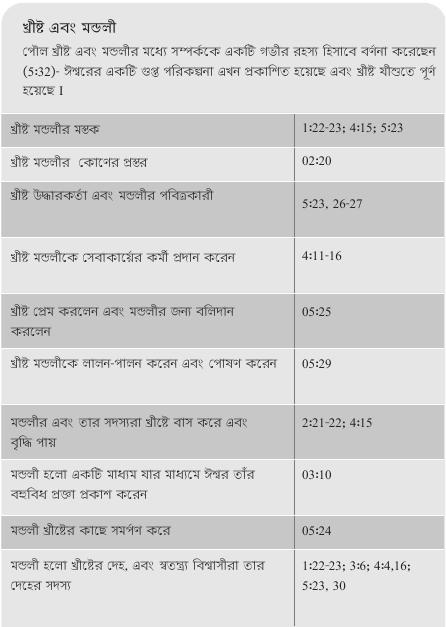 খ্রীষ্ট এবং মন্ডলী
পৌল খ্রীষ্ট এবং মন্ডলীর মধ্যে সম্পর্ককে একটি গভীর রহস্য হিসাবে বর্ণনা করেছেন
(5:32)- ঈশ্বরের একটি গুপ্ত পরিকল্পনা এখন প্রকাশিত হয়েছে এবং খ্রীষ্ট যীশুতে পূর্ণ
হয়েছে I
খ্রীষ্ট মন্ডলীর মস্তক 1:22-23; 4:15; 5:23
খ্রীষ্ট মন্ডলীর কোণের প্রস্তর 02:20
খ্রীষ্ট উদ্ধারকর্তা এবং মন্ডলীর পবিত্রকারী 5:23, 26-27
খ্রীষ্ট মন্ডলীকে সেবাকার্য়ের কর্মী প্রদান করেন 4:11-16
খ্রীষ্ট প্রেম করলেন এবং মন্ডলীর জন্য বলিদান 05:25
করলেন
খ্রীষ্ট মন্ডলীকে লালন-পালন করেন এবং পোষণ করেন 05:29
মন্ডলীর এবং তার সদস্যরা খ্রীষ্টে বাস করে এবং 2:21-22; 4:15
বৃদ্ধি পায়
মন্ডলী হলো একটি মাধ্যম যার মাধ্যমে ঈশ্বর তাঁর 03:10
বহুবিধ প্রজ্ঞা প্রকাশ করেন
মন্ডলী খ্রীষ্টের কাছে সমর্পণ করে 05:24
মন্ডলী হলো খ্রীষ্টের দেহ, এবং স্বতন্ত্র্য বিশ্বাসীরা তার 1:22-23; 3:6; 4:4,16;
দেহের সদস্য 5:23, 30